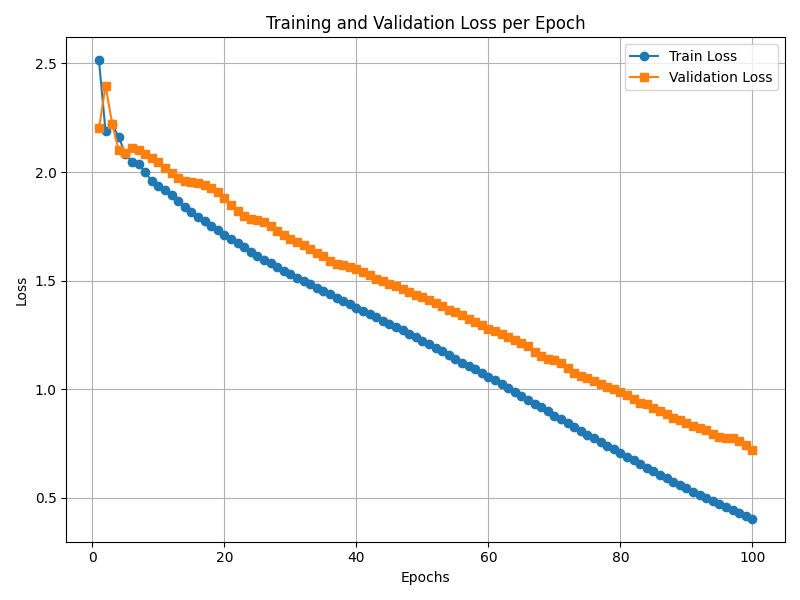 Training and Validation Loss per Epoch
Train Loss
Validation Loss
2.5
2.0
1.5
1.0
0.5
Loss
0 20 40 60 80 100
Epochs